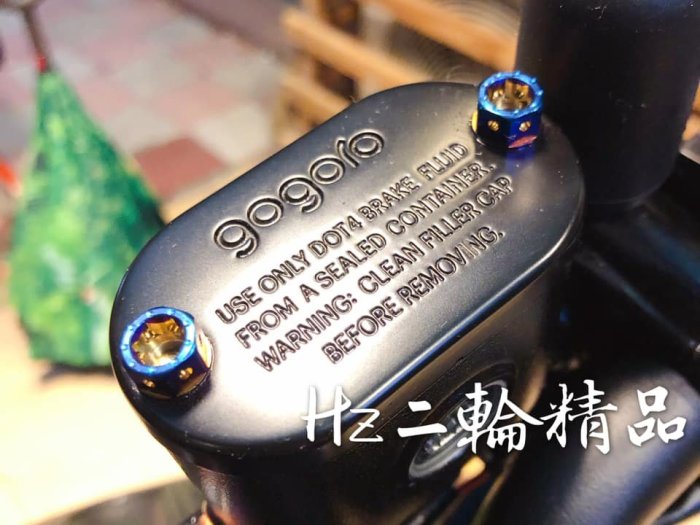 gogoro
USE ONLY DOT4 BRAKE FLUID
FROM A SEALED CONTAINER.
WARNING: CLEAN FILLER CAP
BEFORE REMOVING.
Hz二輪精品